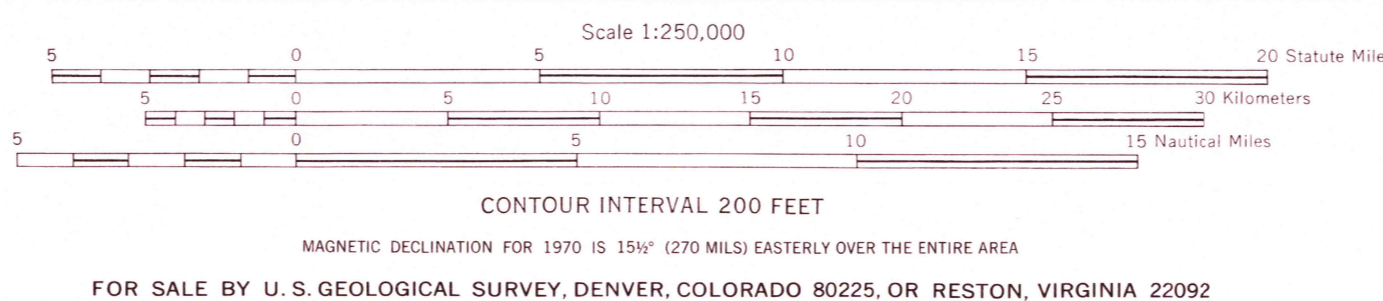 Scale 1:250,000
5 0 5 10 15 20 Statute Mile
5 0 5 10 15 20 25 30 Kilometers
5 0 5 10 15 Nautical Miles
CONTOUR INTERVAL 200 FEET
MAGNETIC DECLINATION FOR 1970 IS 15½° (270 MILS) EASTERLY OVER THE ENTIRE AREA
FOR SALE BY U.S. GEOLOGICAL SURVEY, DENVER, COLORADO 80225, OR RESTON, VIRGINIA 22092